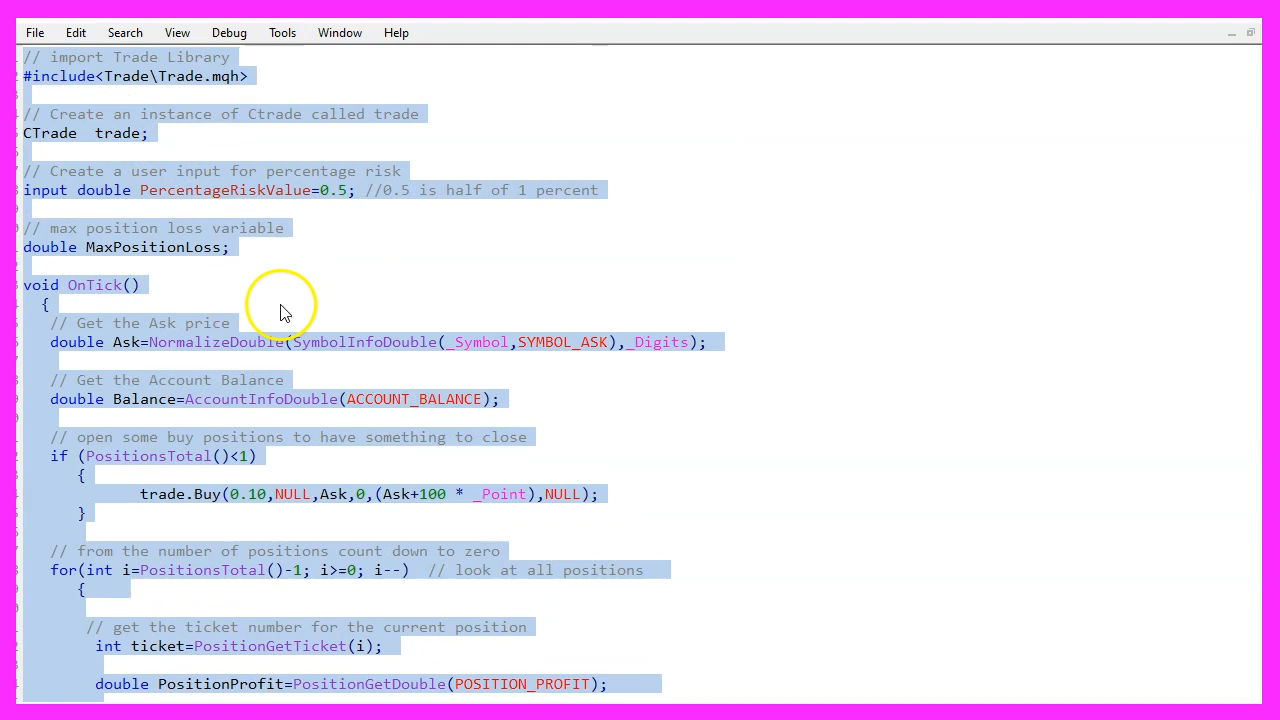 File Edit Search View Debug Tools Window Help
// import Trade Library
#include<Trade\Trade.mqh>
// Create an instance of Ctrade called trade
CTrade  trade;
// Create a user input for percentage risk
input double PercentageRiskValue=0.5; //0.5 is half of 1 percent
// max position loss variable
double MaxPositionLoss;
void OnTick()
{
// Get the Ask price
double Ask=NormalizeDouble(SymbolInfoDouble(_Symbol,SYMBOL_ASK),_Digits);
// Get the Account Balance
double Balance=AccountInfoDouble(ACCOUNT_BALANCE);
// open some buy positions to have something to close
if (PositionsTotal()<1)
{
trade.Buy(0.10,NULL,Ask,0,(Ask+100 * _Point),NULL);
}
// from the number of positions count down to zero
for(int i=PositionsTotal()-1; i>=0; i--)  // look at all positions
{
// get the ticket number for the current position
int ticket=PositionGetTicket(i);
double PositionProfit=PositionGetDouble(POSITION_PROFIT);